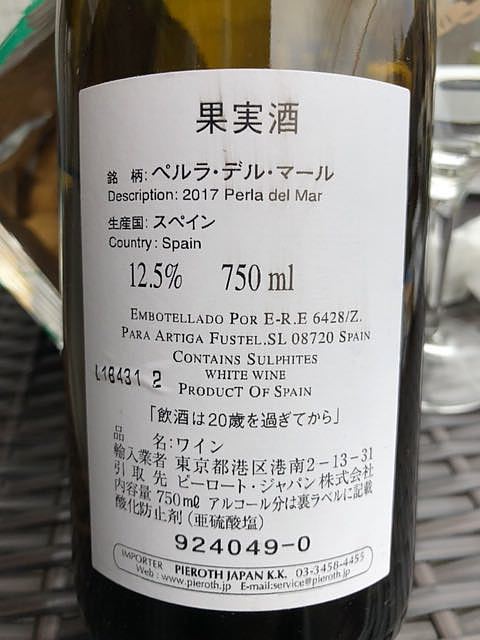 果実酒
銘 柄:ペルラ・デル・マール
Description: 2017 Perla del Mar
生産国:スペイン
Country: Spain
12.5% 750 ml
EMBOTELLADO POR E-R.E 6428/Z.
PARA ARTIGA FUSTEL.SL 08720 SPAIN
CONTAINS SULPHITES
WHITE WINE
L18431 2
PRODUCT OF SPAIN
「飲酒は20歳を過ぎてから」
品 名:ワイン
輸入業者 東京都港区港南2-13-31
引取先 ピーロート・ジャパン株式会社
内容量 750mℓ アルコール分は裏ラベルに記載
酸化防止剤(亜硫酸塩)
924049-0
IMPORTER PIEROTH JAPAN K.K. 03-3458-4455
Web : www.pieroth.jp E-mail:service@pieroth.jp